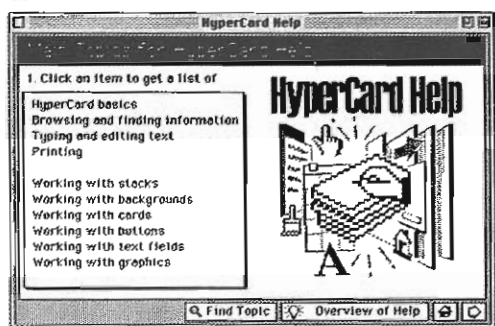 HyperCard Help
Main Topics for HyperCard Help
1. Click an item to get a list of
HyperCard basics
Browsing and finding information
Typing and editing text
Printing
Working with stacks
Working with backgrounds
Working with cards
Working with buttons
Working with text fields
Working with graphics
HyperCard Help
A
Find Topic
Overview of Help